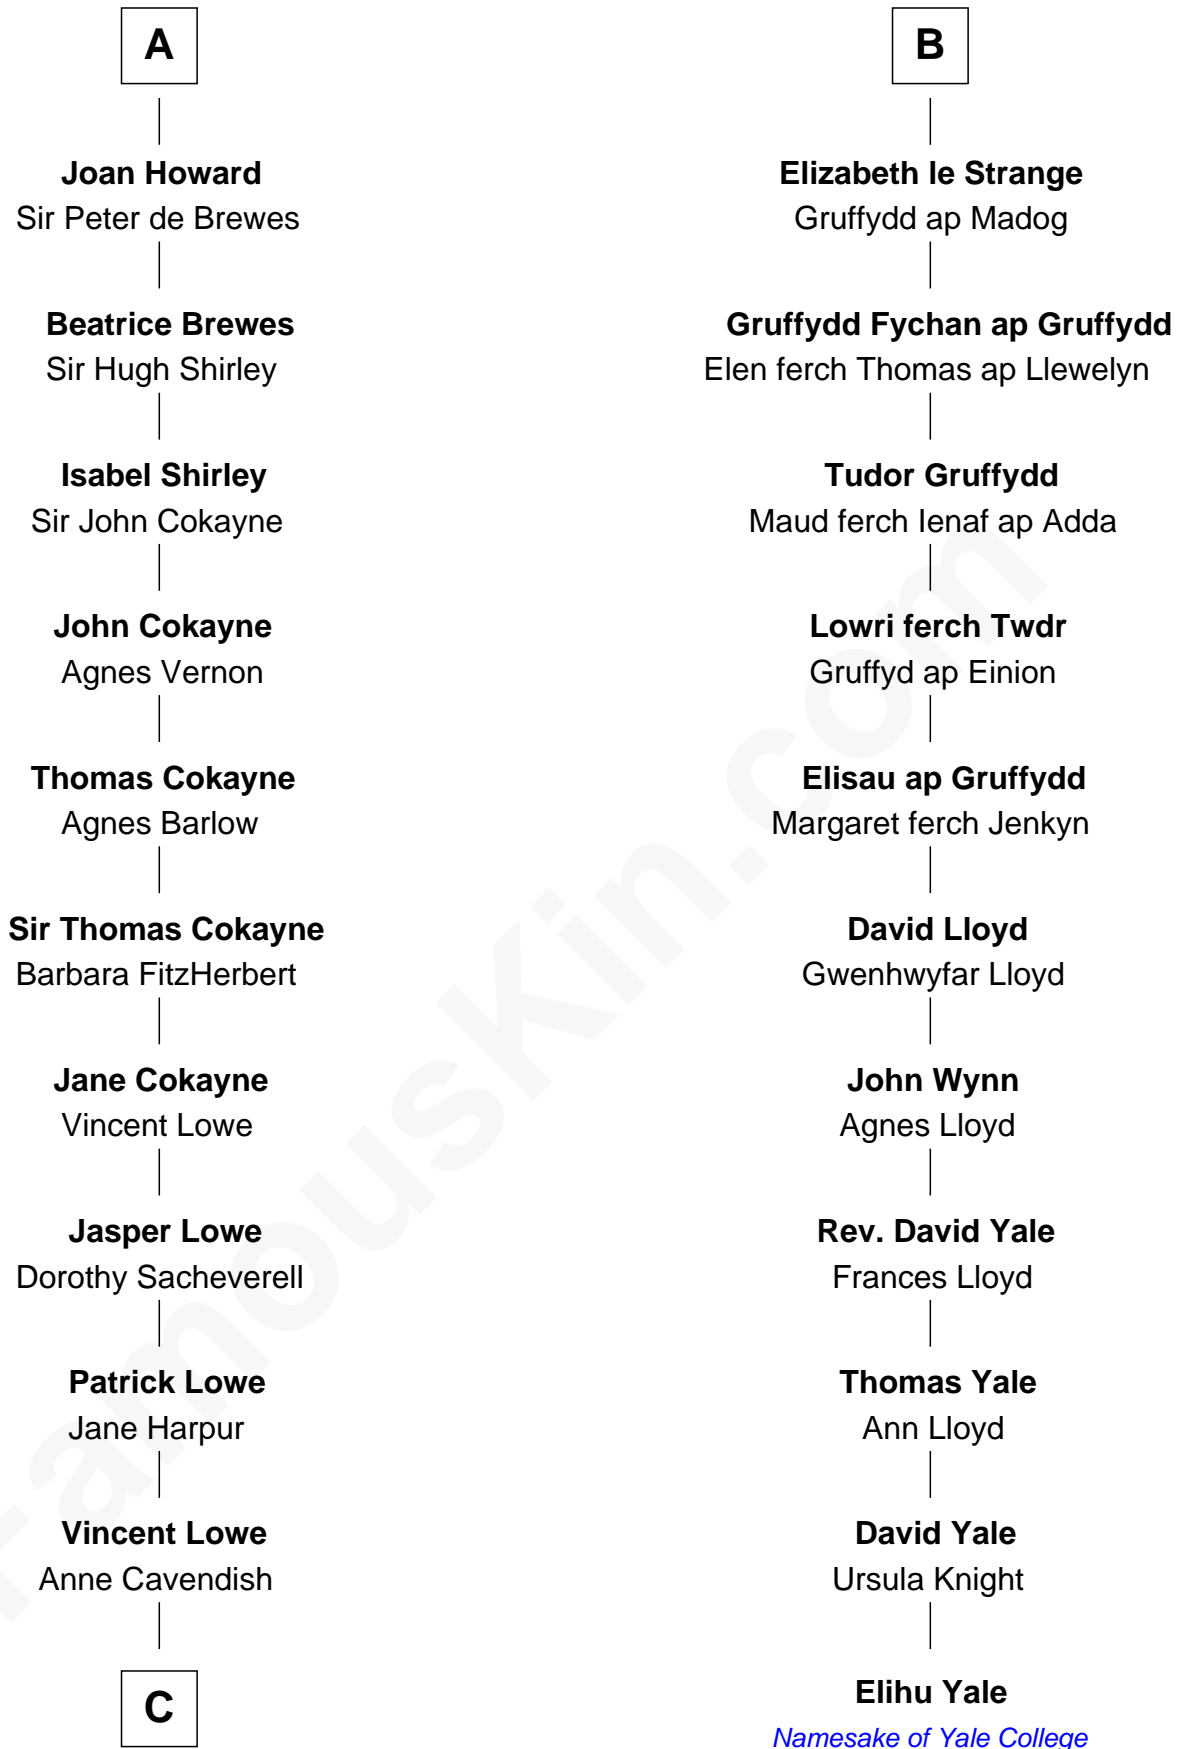 A
Joan Howard
Sir Peter de Brewes
Beatrice Brewes
Sir Hugh Shirley
Isabel Shirley
Sir John Cokayne
John Cokayne
Agnes Vernon
Thomas Cokayne
Agnes Barlow
Sir Thomas Cokayne
Barbara FitzHerbert
Jane Cokayne
Vincent Lowe
Jasper Lowe
Dorothy Sacheverell
Patrick Lowe
Jane Harpur
Vincent Lowe
Anne Cavendish
C
B
Elizabeth le Strange
Gruffydd ap Madog
Gruffydd Fychan ap Gruffydd
Elen ferch Thomas ap Llewelyn
Tudor Gruffydd
Maud ferch Ienaf ap Adda
Lowri ferch Twdr
Gruffyd ap Einion
Elisau ap Gruffydd
Margaret ferch Jenkyn
David Lloyd
Gwenhwyfar Lloyd
John Wynn
Agnes Lloyd
Rev. David Yale
Frances Lloyd
Thomas Yale
Ann Lloyd
David Yale
Ursula Knight
Elihu Yale
Namesake of Yale College
FamousKin.com